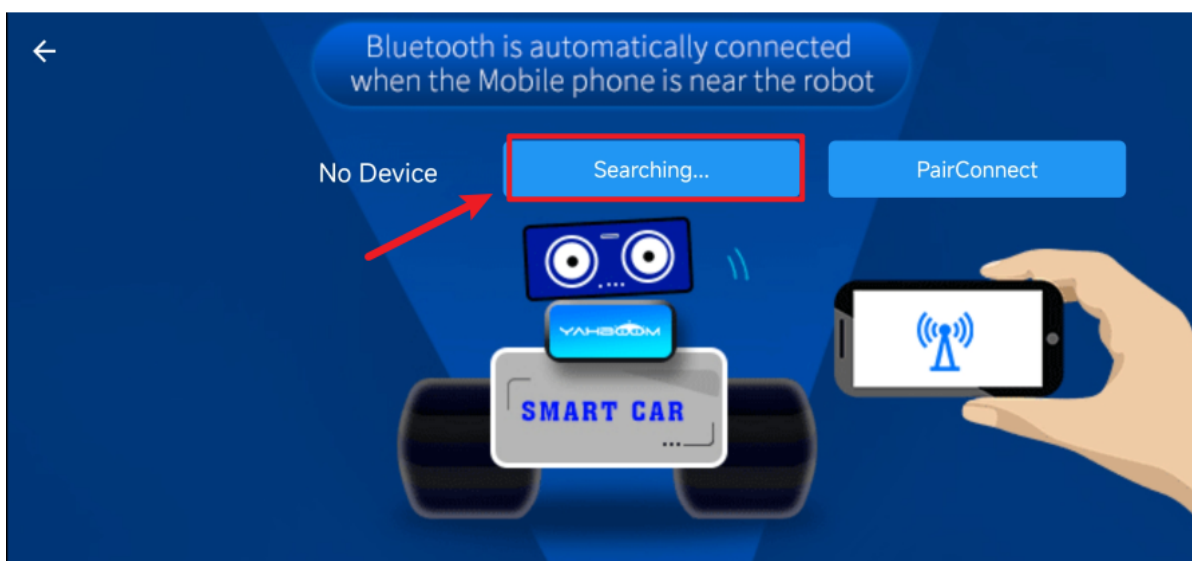 Bluetooth is automatically connected
when the Mobile phone is near the robot
No Device
Searching...
PairConnect
YAHBOOM
SMART CAR